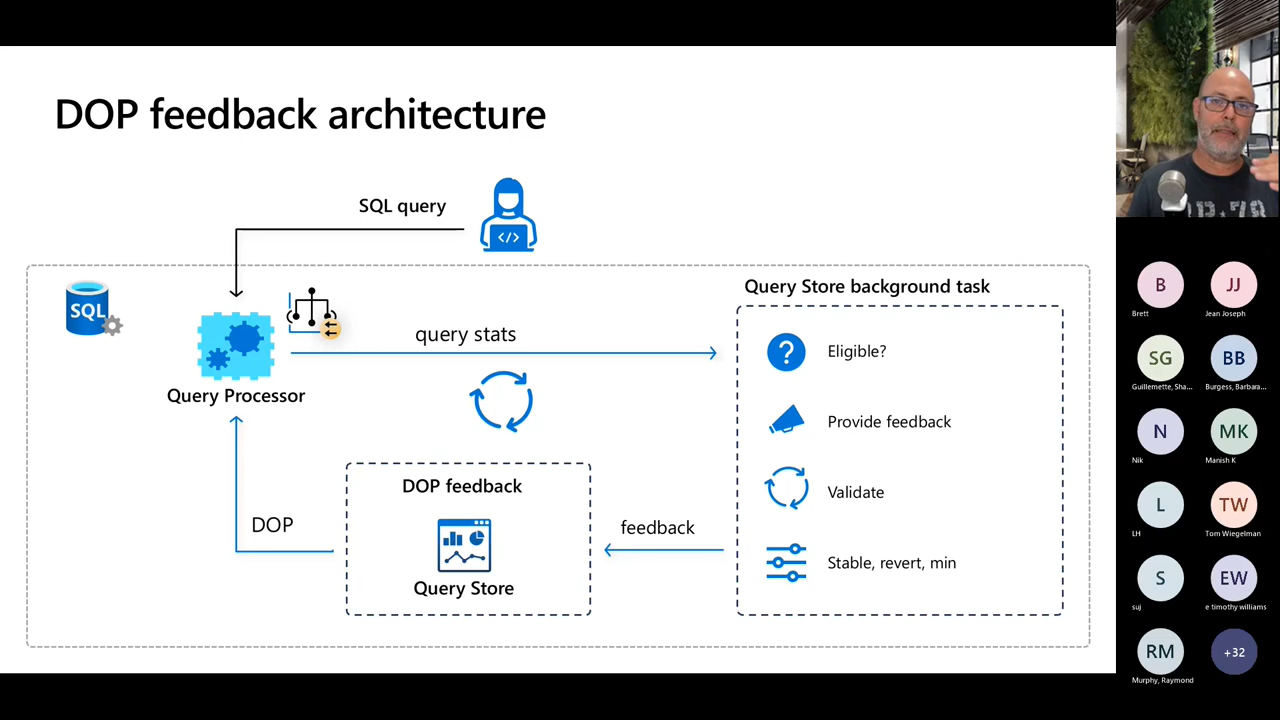 DOP feedback architecture
SQL query
</>
SQL
Query Processor
query stats
Query Store background task
Eligible?
Provide feedback
Validate
Stable, revert, min
DOP feedback
Query Store
DOP
feedback
B
Brett
JJ
Jean Joseph
SG
Guillemette, Sha...
BB
Burgess, Barbara...
N
Nik
MK
Manish K
L
LH
TW
Tom Wiegelman
S
suj
EW
e timothy williams
RM
Murphy, Raymond
+32